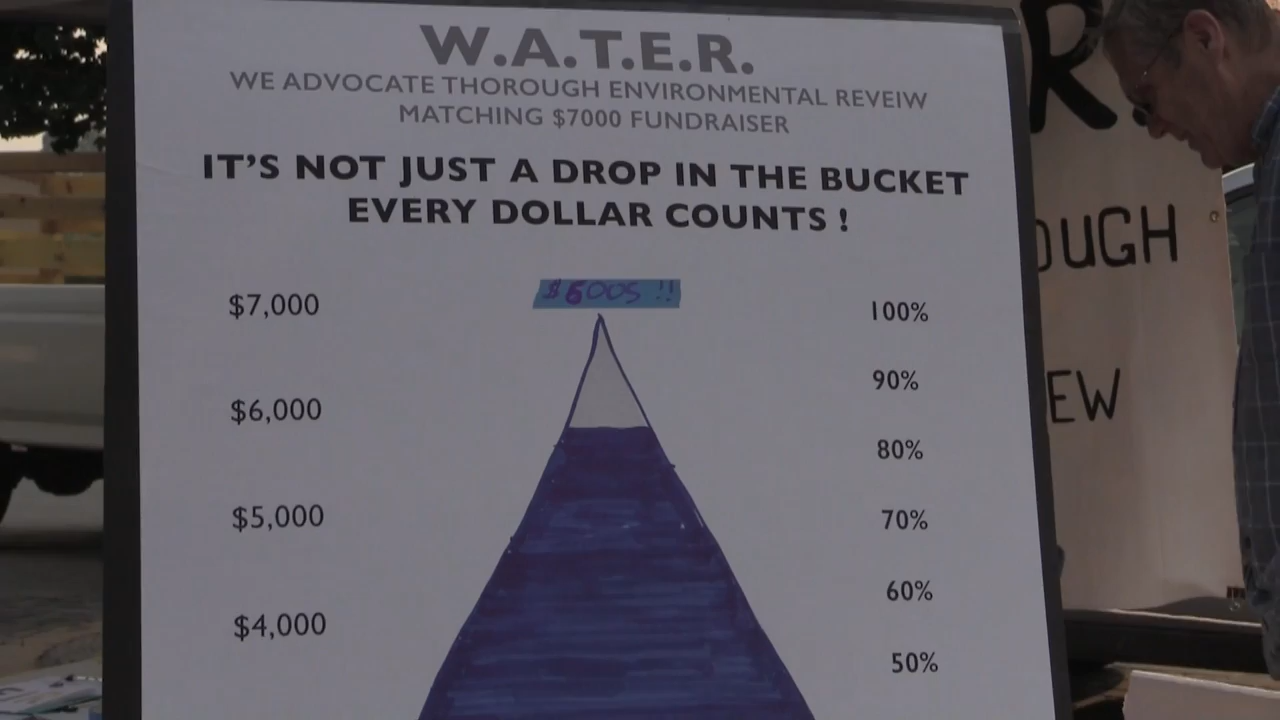 W.A.T.E.R.
WE ADVOCATE THOROUGH ENVIRONMENTAL REVEIW
MATCHING $7000 FUNDRAISER
IT'S NOT JUST A DROP IN THE BUCKET
EVERY DOLLAR COUNTS !
$6005 !!
$7,000 100%
90%
$6,000
80%
$5,000 70%
60%
$4,000
50%
R.
OUGH
EW